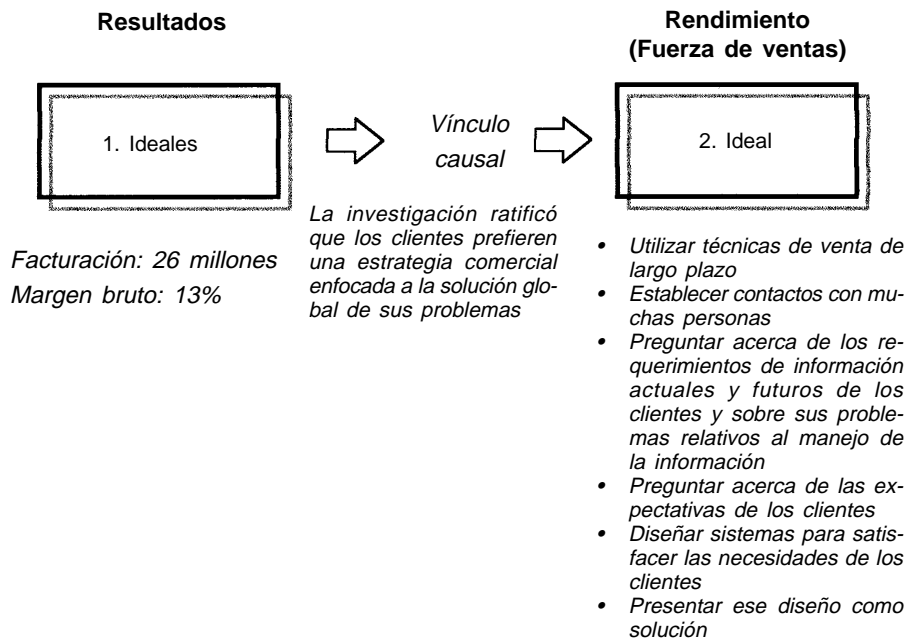 Resultados
Rendimiento
(Fuerza de ventas)
1. Ideales
Vínculo
causal
2. Ideal
Facturación: 26 millones
Margen bruto: 13%
La investigación ratificó
que los clientes prefieren
una estrategia comercial
enfocada a la solución glo-
bal de sus problemas
• Utilizar técnicas de venta de
largo plazo
• Establecer contactos con mu-
chas personas
• Preguntar acerca de los re-
querimientos de información
actuales y futuros de los
clientes y sobre sus proble-
mas relativos al manejo de
la información
• Preguntar acerca de las ex-
pectativas de los clientes
• Diseñar sistemas para satis-
facer las necesidades de los
clientes
• Presentar ese diseño como
solución